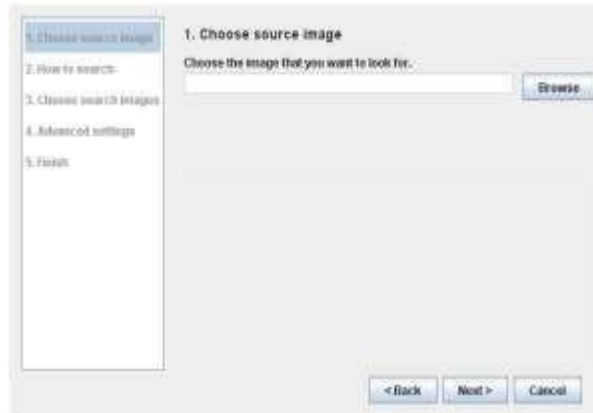 1. Choose source image
2. How to search
3. Choose search images
4. Advanced settings
5. Finish
1. Choose source image
Choose the image that you want to look for.
Browse
< Back
Next >
Cancel